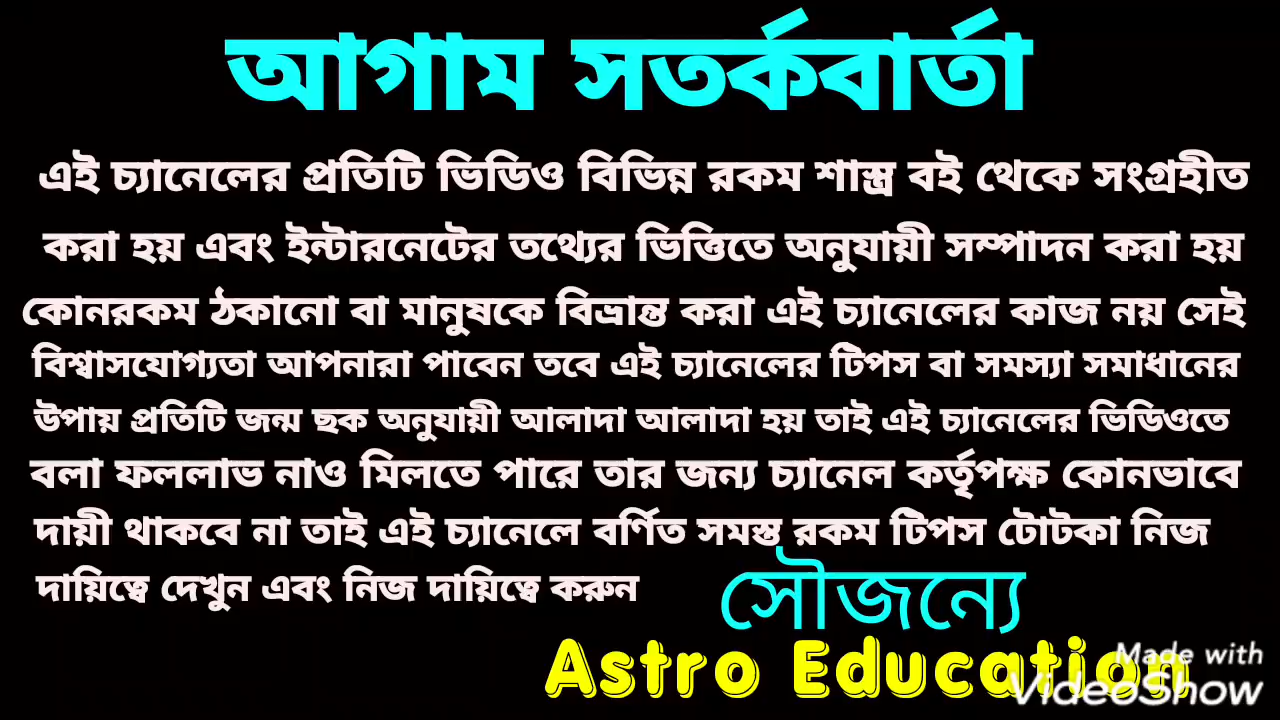 আগাম সতর্কবার্তা
এই চ্যানেলের প্রতিটি ভিডিও বিভিন্ন রকম শাস্ত্র বই থেকে সংগ্রহীত
করা হয় এবং ইন্টারনেটের তথ্যের ভিত্তিতে অনুযায়ী সম্পাদন করা হয়
কোনরকম ঠকানো বা মানুষকে বিভ্রান্ত করা এই চ্যানেলের কাজ নয় সেই
বিশ্বাসযোগ্যতা আপনারা পাবেন তবে এই চ্যানেলের টিপস বা সমস্যা সমাধানের
উপায় প্রতিটি জন্ম ছক অনুযায়ী আলাদা আলাদা হয় তাই এই চ্যানেলের ভিডিওতে
বলা ফললাভ নাও মিলতে পারে তার জন্য চ্যানেল কর্তৃপক্ষ কোনভাবে
দায়ী থাকবে না তাই এই চ্যানেলে বর্ণিত সমস্ত রকম টিপস টোটকা নিজ
দায়িত্বে দেখুন এবং নিজ দায়িত্বে করুন
সৌজন্যে
Astro Education
Made with
VideoShow